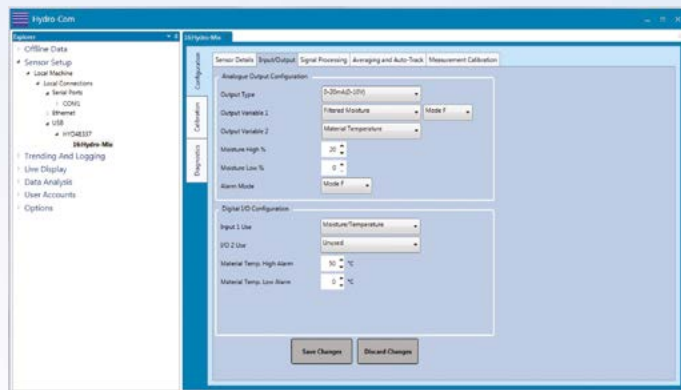 Hydro-Com
Explorer
Offline Data
Sensor Setup
Local Machine
Local Connections
Serial Ports
COM1
Ethernet
USB
16:Hydro-Mix
Trending And Logging
Live Display
Data Analysis
User Accounts
Options
16:Hydro-Mix
Configuration
Calibration
Diagnostics
Sensor Details Input/Output Signal Processing Averaging and Auto-Track Measurement Calibration
Analogue Output Configuration
Output Type 0-20mA(0-10V)
Output Variable 1 Filtered Moisture Mode F
Output Variable 2 Material Temperature
Moisture High % 20
Moisture Low % 0
Alarm Mode Mode F
Digital I/O Configuration
Input 1 Use Moisture/Temperature
I/O 2 Use Unused
Material Temp. High Alarm 50 °C
Material Temp. Low Alarm 0 °C
Save Changes Discard Changes